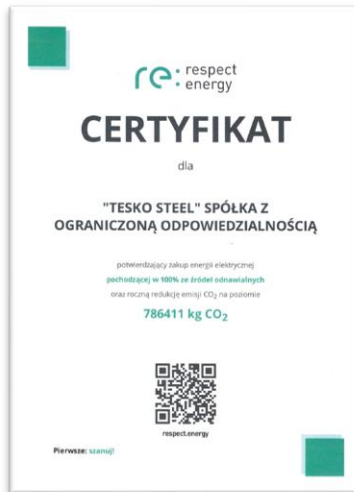 re: respect
energy
CERTYFIKAT
dla
"TESKO STEEL" SPÓŁKA Z
OGRANICZONĄ ODPOWIEDZIALNOŚCIĄ
potwierdzający zakup energii elektrycznej
pochodzącej w 100% ze źródeł odnawialnych
oraz roczną redukcję emisji CO₂ na poziomie
786411 kg CO₂
respect.energy
Pierwsze: szanuj!